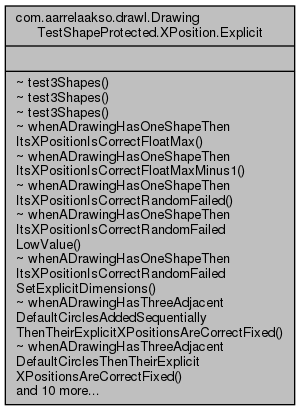 com.aarrelaakso.drawl.Drawing
TestShapeProtected.XPosition.Explicit
~ test3Shapes()
~ test3Shapes()
~ test3Shapes()
~ whenADrawingHasOneShapeThen
ItsXPositionIsCorrectFloatMax()
~ whenADrawingHasOneShapeThen
ItsXPositionIsCorrectFloatMaxMinus1()
~ whenADrawingHasOneShapeThen
ItsXPositionIsCorrectRandomFailed()
~ whenADrawingHasOneShapeThen
ItsXPositionIsCorrectRandomFailed
LowValue()
~ whenADrawingHasOneShapeThen
ItsXPositionIsCorrectRandomFailed
SetExplicitDimensions()
~ whenADrawingHasThreeAdjacent
DefaultCirclesAddedSequentially
ThenTheirExplicitXPositionsAreCorrectFixed()
~ whenADrawingHasThreeAdjacent
DefaultCirclesThenTheirExplicit
XPositionsAreCorrectFixed()
and 10 more...